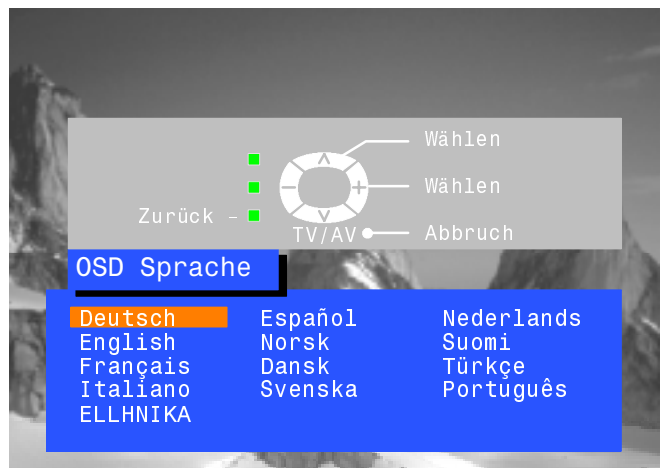 Wählen
Wählen
Zurück –
TV/AV
Abbruch
OSD Sprache
Deutsch Español Nederlands
English Norsk Suomi
Français Dansk Türkçe
Italiano Svenska Português
ELLHNIKA